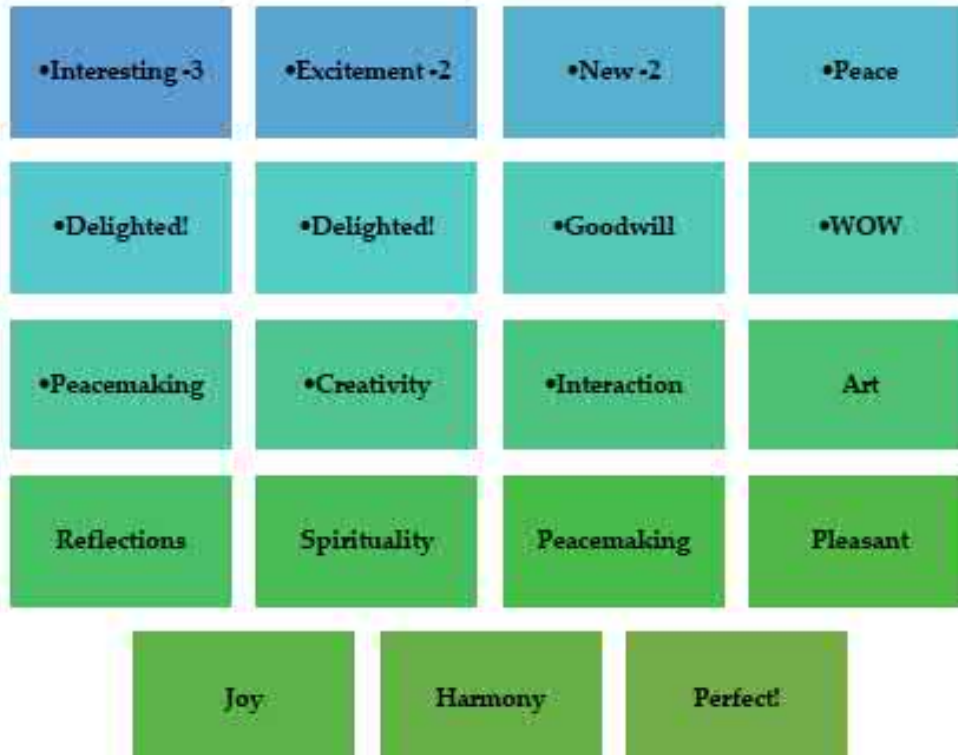 •Interesting -3
•Excitement -2
•New -2
•Peace
•Delighted!
•Delighted!
•Goodwill
•WOW
•Peacemaking
•Creativity
•Interaction
Art
Reflections
Spirituality
Peacemaking
Pleasant
Joy
Harmony
Perfect!